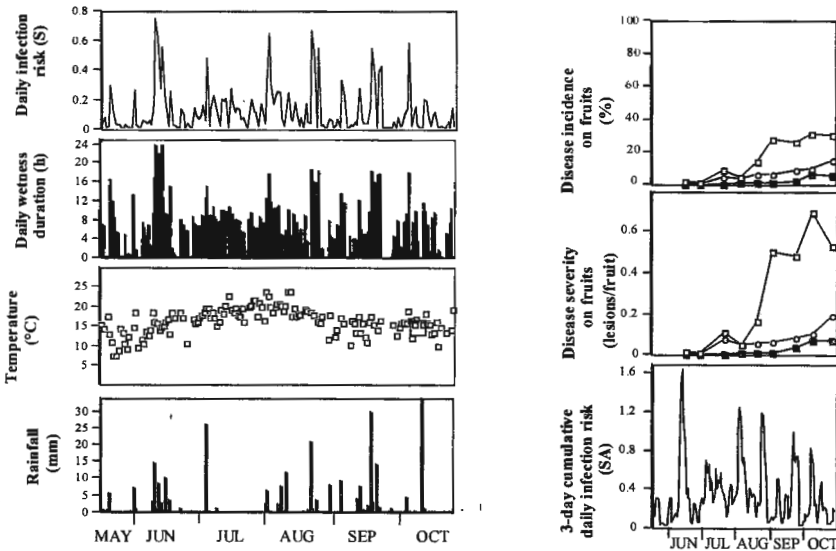 Daily infection
risk (S)
0.8
0.6
0.4
0.2
0
Daily wetness
duration (h)
24
20
16
12
8
4
0
Temperature
(°C)
25
20
15
10
5
Rainfall
(mm)
30
25
20
15
10
5
0
MAY JUN JUL AUG SEP OCT
Disease incidence
on fruits
(%)
100
80
60
40
20
0
Disease severity
on fruits
(lesions/fruit)
0.6
0.4
0.2
0
3-day cumulative
daily infection risk
(SA)
1.6
1.2
0.8
0.4
0
JUN JUL AUG SEP OCT